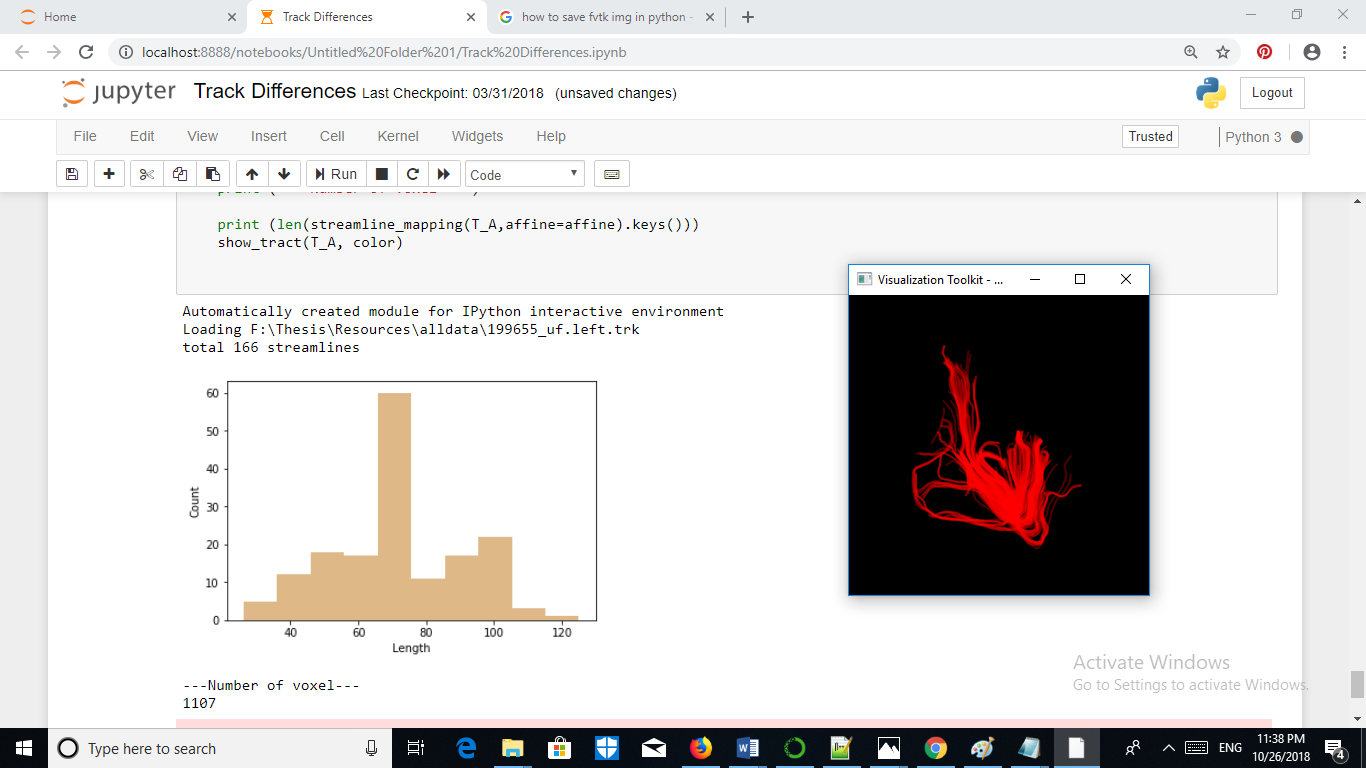 Home
Track Differences
how to save fvtk img in python -
localhost:8888/notebooks/Untitled%20Folder%201/Track%20Differences.ipynb
jupyter Track Differences Last Checkpoint: 03/31/2018 (unsaved changes)
Logout
File Edit View Insert Cell Kernel Widgets Help
Trusted
Python 3
Run
Code
print (len(streamline_mapping(T_A,affine=affine).keys()))
show_tract(T_A, color)
Visualization Toolkit - ...
Automatically created module for IPython interactive environment
Loading F:\Thesis\Resources\alldata\199655_uf.left.trk
total 166 streamlines
60
50
40
30
20
10
0
Count
40 60 80 100 120
Length
---Number of voxel---
1107
Activate Windows
Go to Settings to activate Windows.
Type here to search
ENG
11:38 PM
10/26/2018
4